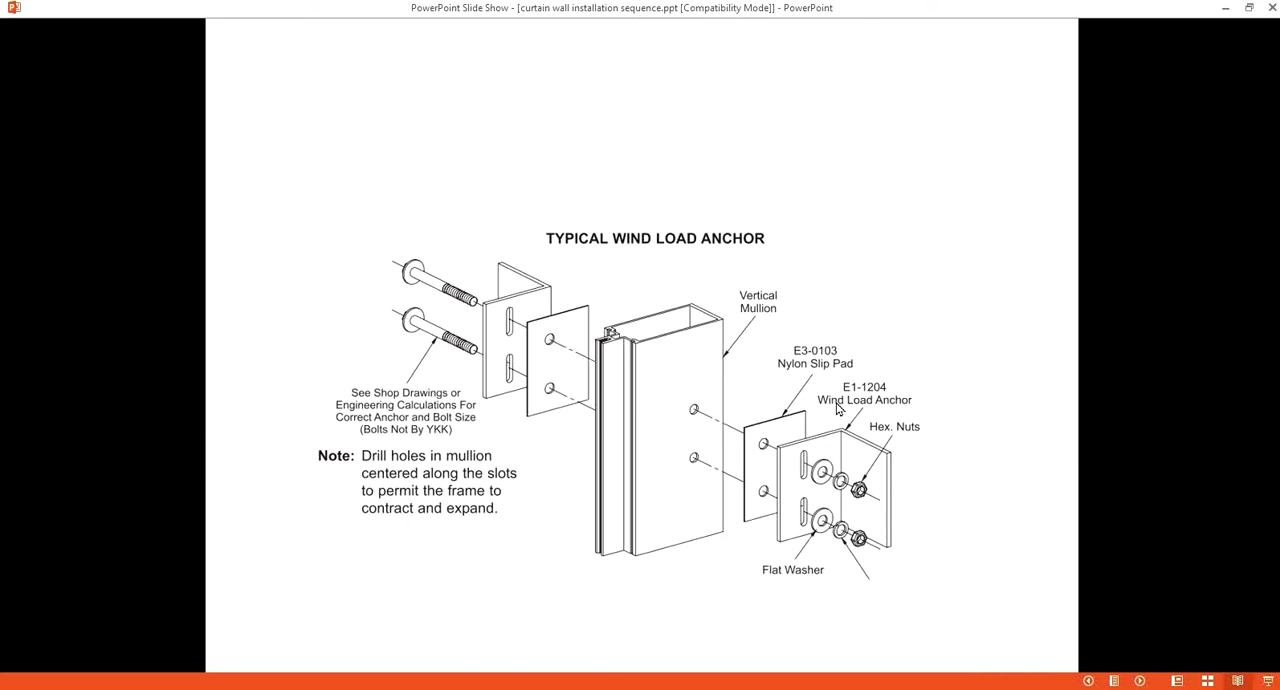 PowerPoint Slide Show - [curtain wall installation sequence.ppt [Compatibility Mode]] - PowerPoint
TYPICAL WIND LOAD ANCHOR
Vertical
Mullion
E3-0103
Nylon Slip Pad
E1-1204
Wind Load Anchor
Hex. Nuts
See Shop Drawings or
Engineering Calculations For
Correct Anchor and Bolt Size
(Bolts Not By YKK)
Note: Drill holes in mullion
centered along the slots
to permit the frame to
contract and expand.
Flat Washer